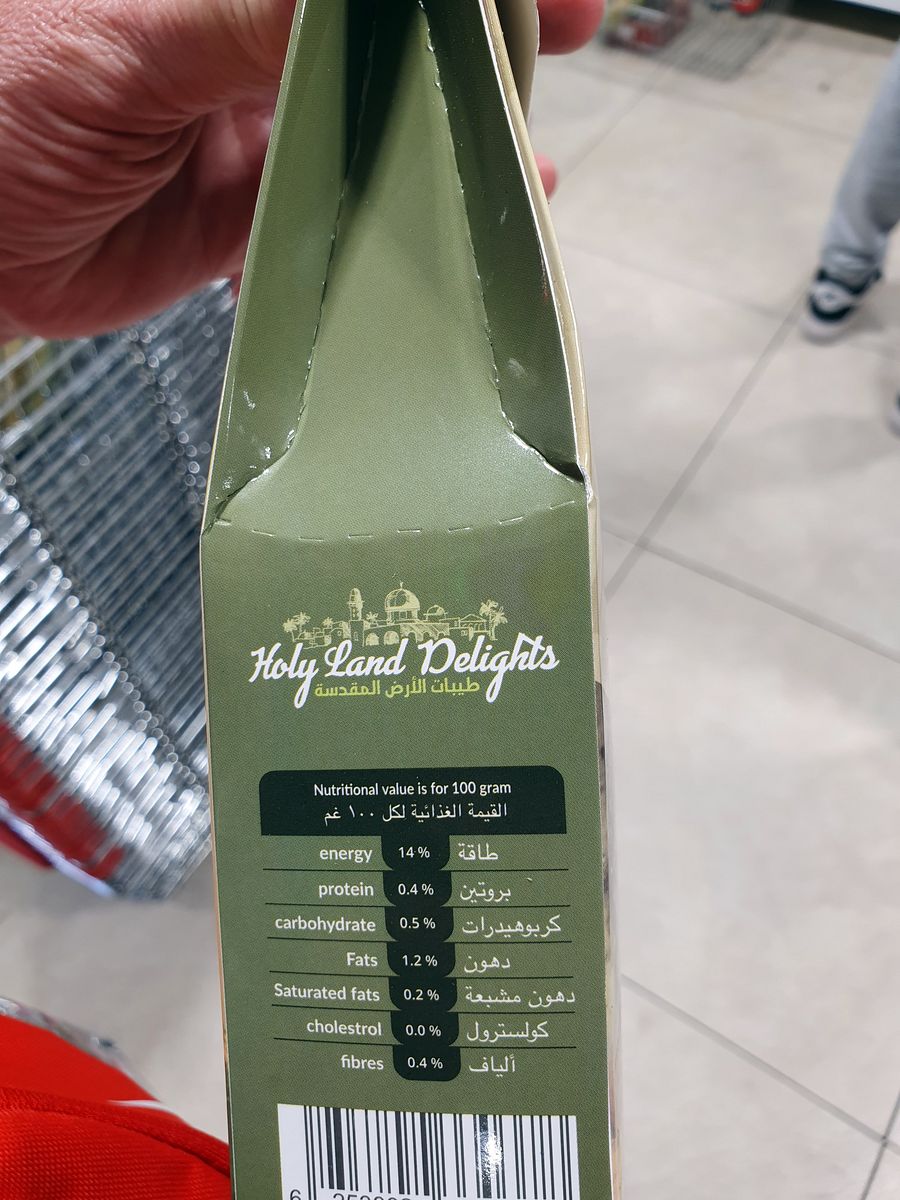 Holy Land Delights
طيبات الأرض المقدسة
Nutritional value is for 100 gram
القيمة الغذائية لكل ١٠٠ غم
energy 14 % طاقة
protein 0.4 % بروتين
carbohydrate 0.5 % كربوهيدرات
Fats 1.2 % دهون
Saturated fats 0.2 % دهون مشبعة
cholestrol 0.0 % كولسترول
fibres 0.4 % ألياف
6